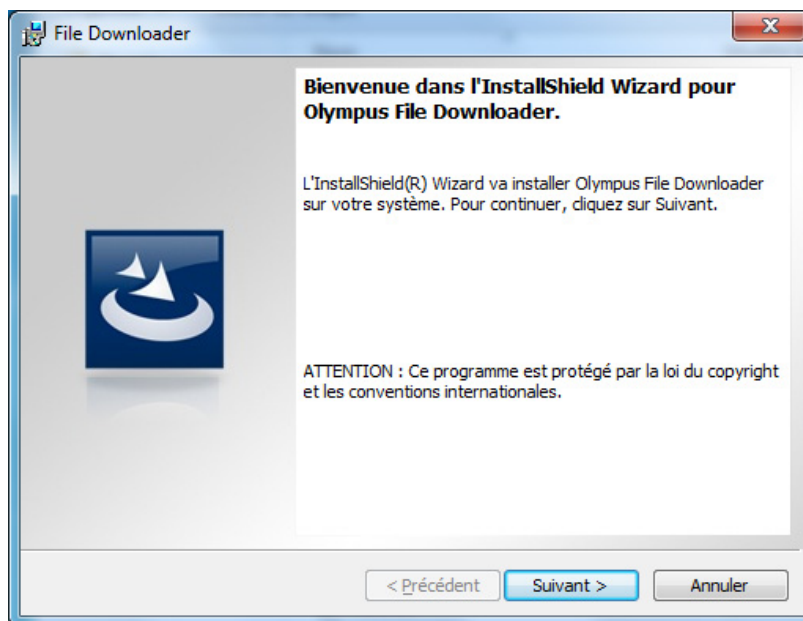 File Downloader
Bienvenue dans l'InstallShield Wizard pour
Olympus File Downloader.
L'InstallShield(R) Wizard va installer Olympus File Downloader
sur votre système. Pour continuer, cliquez sur Suivant.
ATTENTION : Ce programme est protégé par la loi du copyright
et les conventions internationales.
< Précédent
Suivant >
Annuler